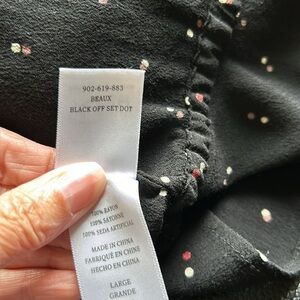 902-619-883
BEAUX
BLACK OFF SET DOT
100% RAYON
100% RAYONNE
100% SEDA ARTIFICIAL
MADE IN CHINA
FABRIQUÉ EN CHINE
HECHO EN CHINA
LARGE
GRANDE